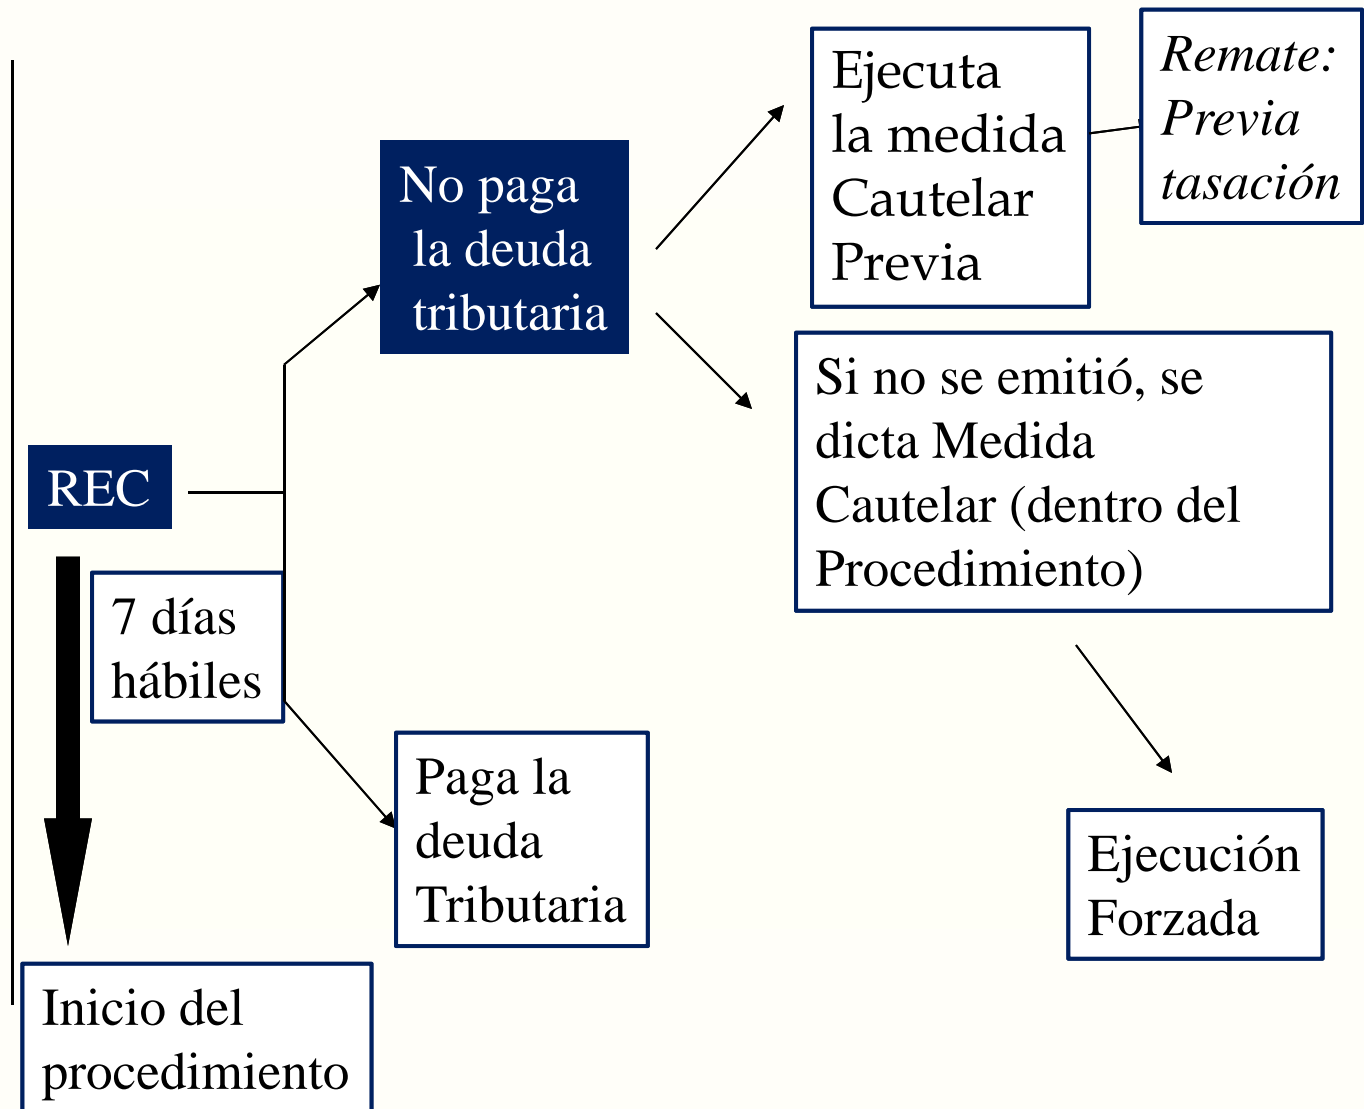 Ejecuta
la medida
Cautelar
Previa
Remate:
Previa
tasación
No paga
la deuda
tributaria
Si no se emitió, se
dicta Medida
Cautelar (dentro del
Procedimiento)
REC
7 días
hábiles
Paga la
deuda
Tributaria
Ejecución
Forzada
Inicio del
procedimiento